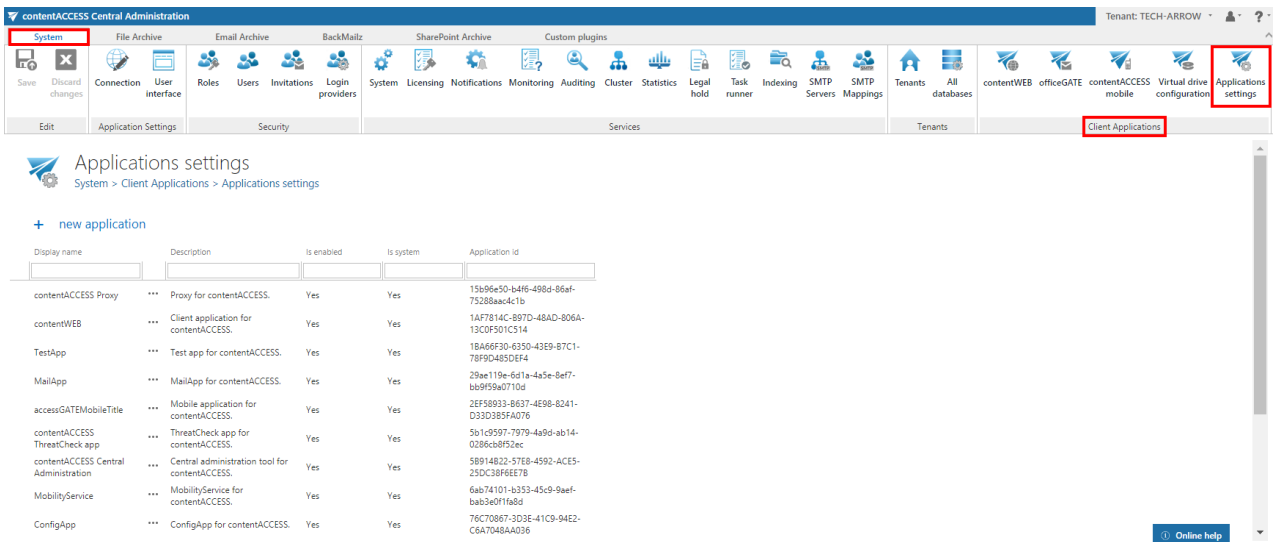 contentACCESS Central Administration
Tenant: TECH-ARROW
?
System File Archive Email Archive BackMailz SharePoint Archive Custom plugins
Save Discard changes Connection User interface Roles Users Invitations Login providers System Licensing Notifications Monitoring Auditing Cluster Statistics Legal hold Task runner Indexing SMTP Servers SMTP Mappings Tenants All databases contentWEB officeGATE contentACCESS mobile Virtual drive configuration Applications settings
Edit Application Settings Security Services Tenants Client Applications
Applications settings
System > Client Applications > Applications settings
+ new application
Display name Description Is enabled Is system Application id
contentACCESS Proxy ••• Proxy for contentACCESS. Yes Yes 15b96e50-b4f6-498d-86af-
75288aac4c1b
contentWEB ••• Client application for contentACCESS. Yes Yes 1AF7814C-B97D-48AD-806A-
13C0F501C514
TestApp ••• Test app for contentACCESS. Yes Yes 1BA66F30-6350-43E9-B7C1-
78F9D485DEF4
MailApp ••• MailApp for contentACCESS. Yes Yes 29ae119e-6d1a-4a5e-8ef7-
bb9f59a0710d
accessGATEMobileTitle ••• Mobile application for contentACCESS. Yes Yes 2EF58933-B637-4E98-8241-
D33D3B5FA076
contentACCESS ThreatCheck app ••• ThreatCheck app for contentACCESS. Yes Yes 5b1c9597-7979-4a9d-ab14-
0286cb8f52ec
contentACCESS Central Administration ••• Central administration tool for contentACCESS. Yes Yes 5B914B22-57E8-4592-ACE5-
25DC38F6EE7B
MobilityService ••• MobilityService for contentACCESS. Yes Yes 6ab74101-b353-45c9-9aef-
bab3e0f1fa8d
ConfigApp ••• ConfigApp for contentACCESS. Yes Yes 76C70867-3D3E-41C9-94E2-
C6A7048AA036
Online help